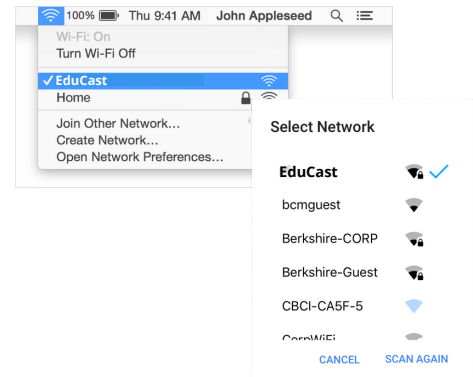 100% Thu 9:41 AM John Appleseed
Wi-Fi: On
Turn Wi-Fi Off
✓ EduCast
Home
Join Other Network...
Create Network...
Open Network Preferences...
Select Network
EduCast
bcmguest
Berkshire-CORP
Berkshire-Guest
CBCI-CA5F-5
CorpWiFi
CANCEL SCAN AGAIN